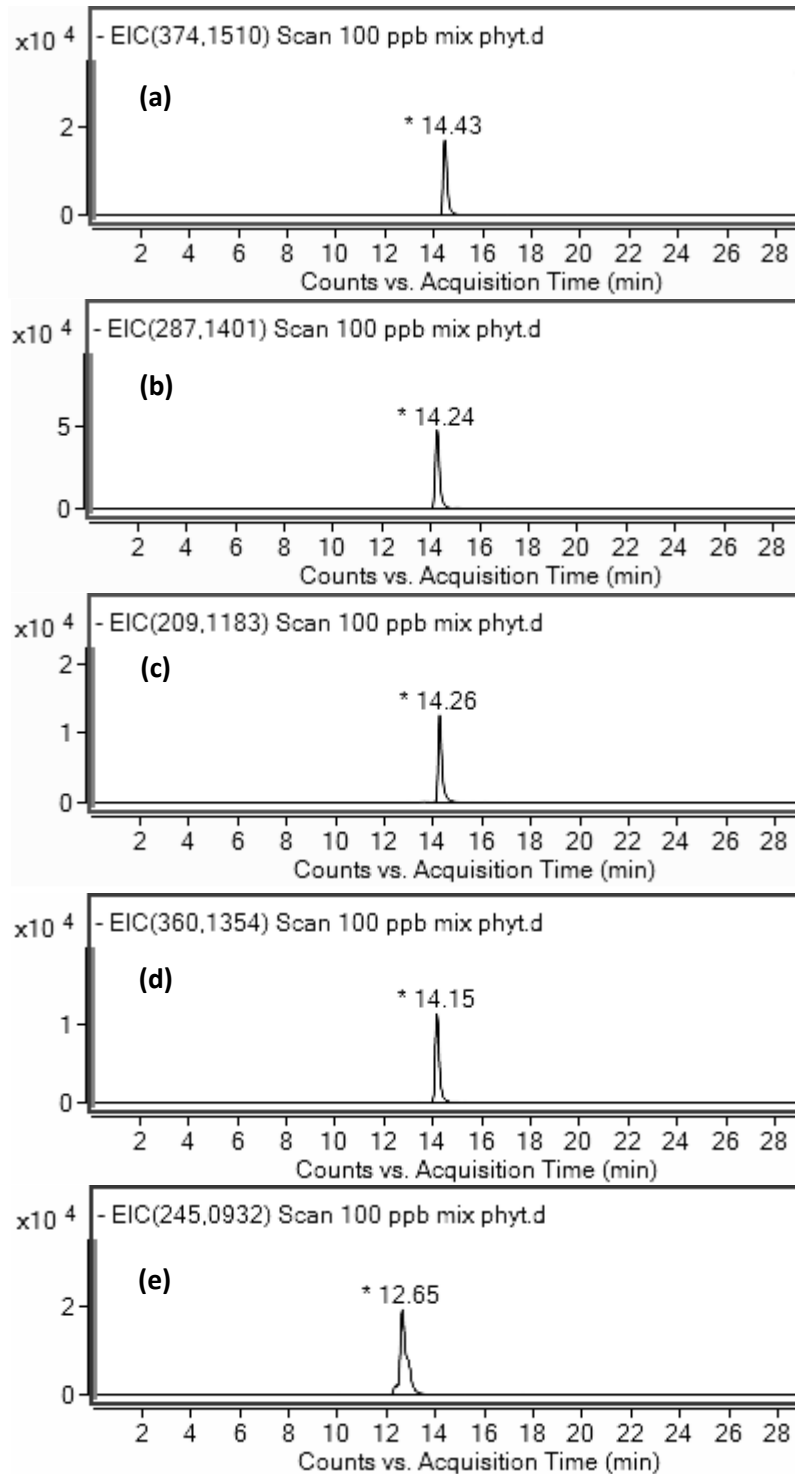 x10 4
- EIC(374,1510) Scan 100 ppb mix phyt.d
(a)
* 14.43
2
0
2 4 6 8 10 12 14 16 18 20 22 24 26 28
Counts vs. Acquisition Time (min)
x10 4
- EIC(287,1401) Scan 100 ppb mix phyt.d
(b)
* 14.24
5
0
2 4 6 8 10 12 14 16 18 20 22 24 26 28
Counts vs. Acquisition Time (min)
x10 4
- EIC(209,1183) Scan 100 ppb mix phyt.d
2
(c)
* 14.26
1
0
2 4 6 8 10 12 14 16 18 20 22 24 26 28
Counts vs. Acquisition Time (min)
x10 4
- EIC(360,1354) Scan 100 ppb mix phyt.d
(d)
* 14.15
1
0
2 4 6 8 10 12 14 16 18 20 22 24 26 28
Counts vs. Acquisition Time (min)
x10 4
- EIC(245,0932) Scan 100 ppb mix phyt.d
(e)
* 12.65
2
0
2 4 6 8 10 12 14 16 18 20 22 24 26 28
Counts vs. Acquisition Time (min)